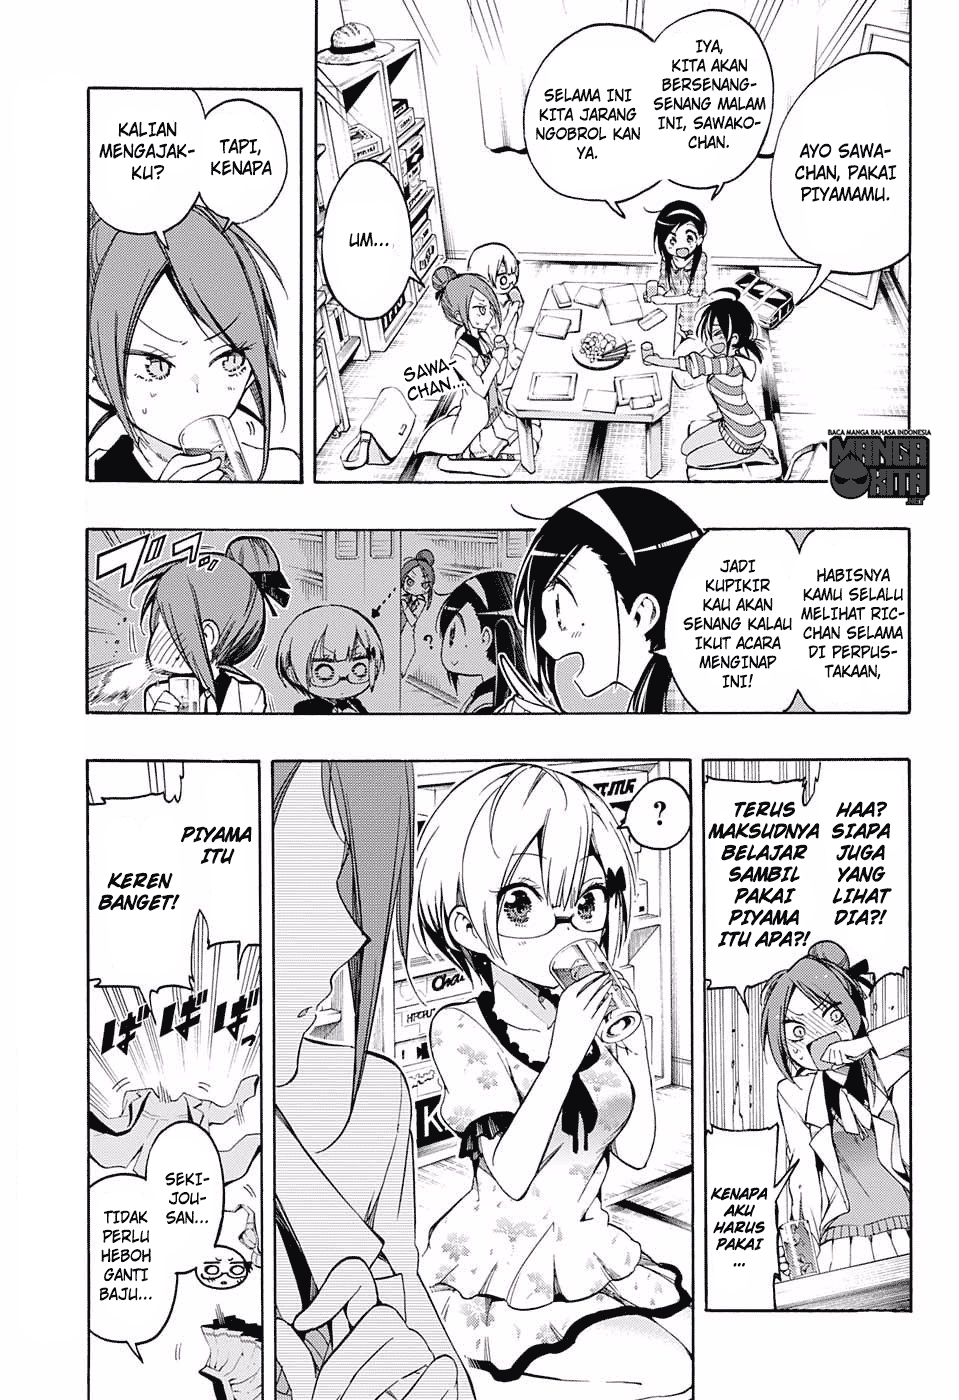 AYO SAWA-
CHAN, PAKAI
PIYAMAMU.
IYA,
KITA AKAN
BERSENANG-
SENANG MALAM
INI, SAWAKO-
CHAN.
SELAMA INI
KITA JARANG
NGOBROL KAN
YA.
UM...
SAWA-
CHAN...
TAPI,
KENAPA
KALIAN
MENGAJAK-
KU?
BACA MANGA BAHASA INDONESIA
MANGA
KITA
.NET
HABISNYA
KAMU SELALU
MELIHAT RIC-
CHAN SELAMA
DI PERPUS-
TAKAAN,
JADI
KUPIKIR
KAU AKAN
SENANG KALAU
IKUT ACARA
MENGINAP
INI!
?
HAA?
SIAPA
JUGA
YANG
LIHAT
DIA?!
TERUS
MAKSUDNYA
BELAJAR
SAMBIL
PAKAI
PIYAMA
ITU APA?!
KENAPA
AKU
HARUS
PAKAI
...
?
PIYAMA
ITU
KEREN
BANGET!
ばばば
SEKI-
JOU-
SAN...
TIDAK
PERLU
HEBOH
GANTI
BAJU...